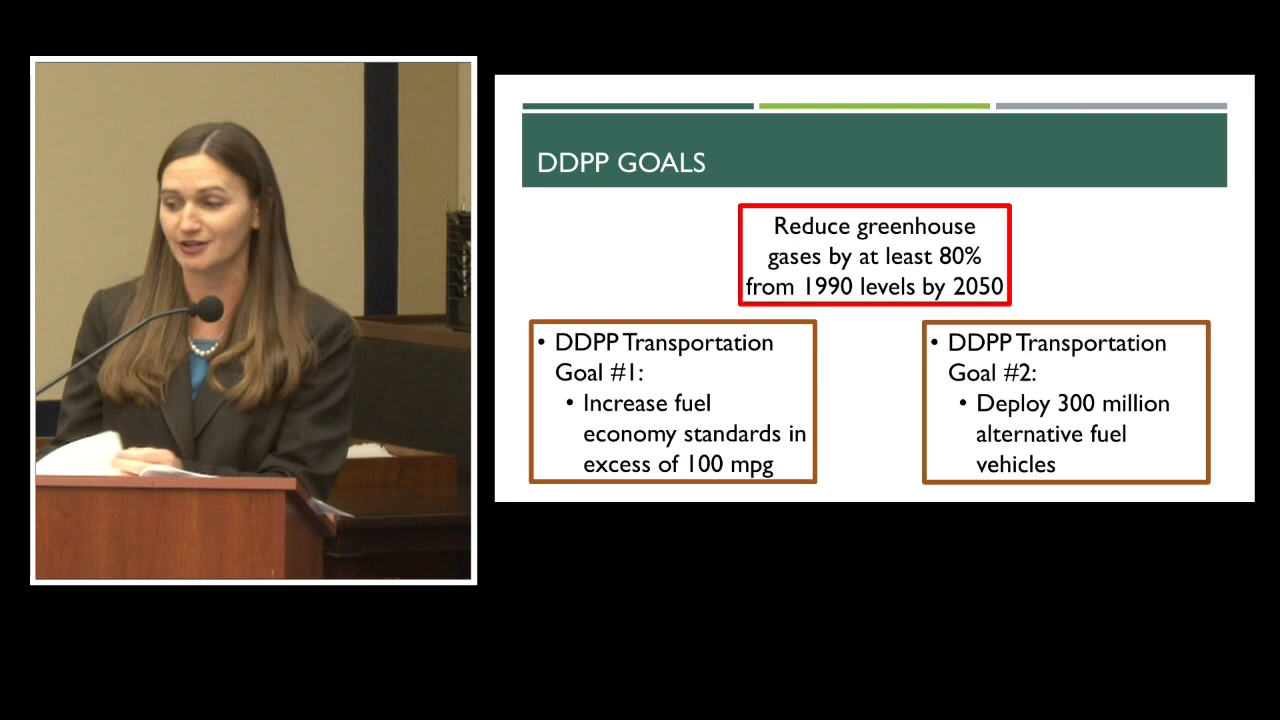 DDPP GOALS
Reduce greenhouse
gases by at least 80%
from 1990 levels by 2050
• DDPP Transportation
Goal #1:
• Increase fuel
economy standards in
excess of 100 mpg
• DDPP Transportation
Goal #2:
• Deploy 300 million
alternative fuel
vehicles